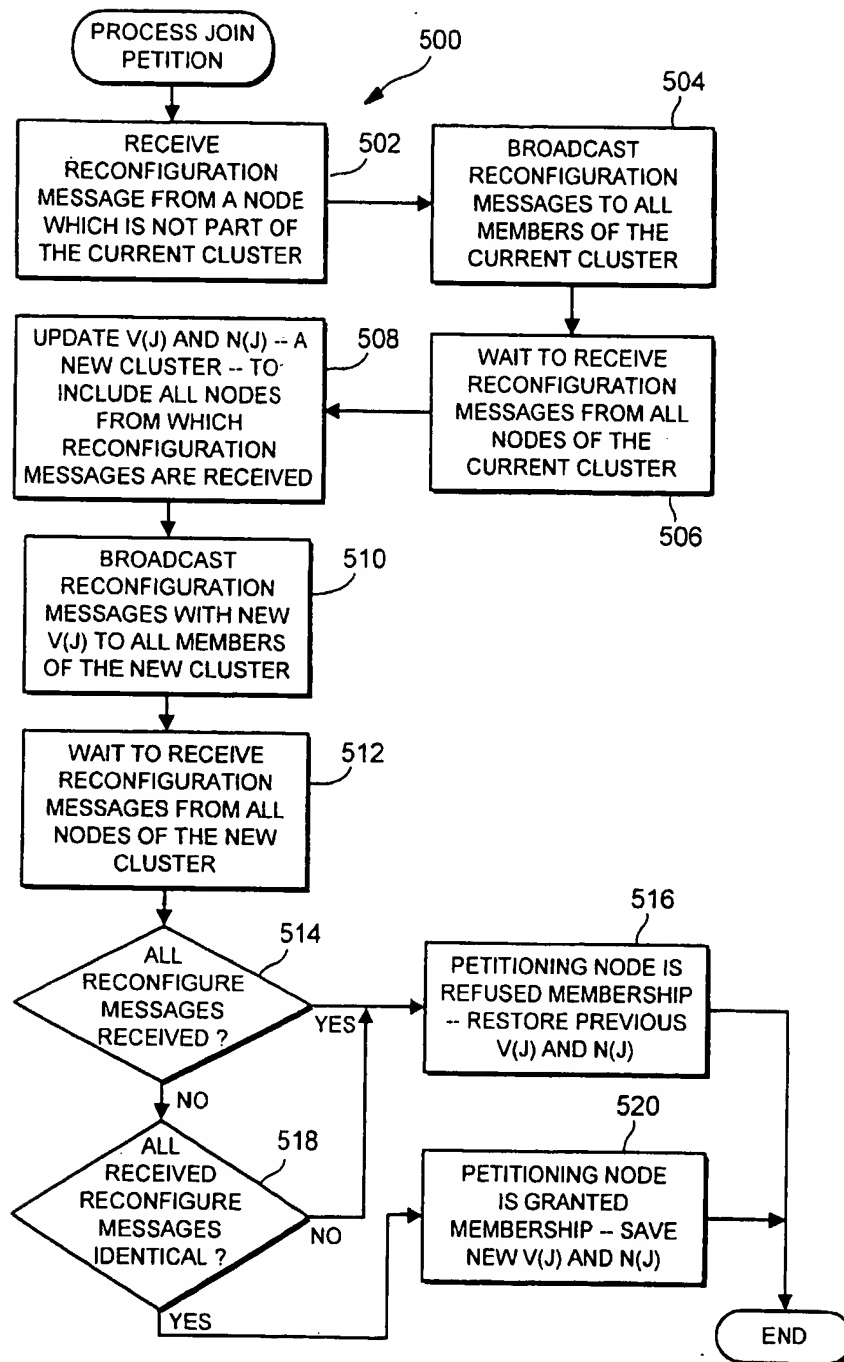 PROCESS JOIN
PETITION
500
RECEIVE
RECONFIGURATION
MESSAGE FROM A NODE
WHICH IS NOT PART OF
THE CURRENT CLUSTER
502
504
BROADCAST
RECONFIGURATION
MESSAGES TO ALL
MEMBERS OF THE
CURRENT CLUSTER
WAIT TO RECEIVE
RECONFIGURATION
MESSAGES FROM ALL
NODES OF THE
CURRENT CLUSTER
506
UPDATE V(J) AND N(J) -- A
NEW CLUSTER -- TO
INCLUDE ALL NODES
FROM WHICH
RECONFIGURATION
MESSAGES ARE RECEIVED
508
BROADCAST
RECONFIGURATION
MESSAGES WITH NEW
V(J) TO ALL MEMBERS
OF THE NEW CLUSTER
510
WAIT TO RECEIVE
RECONFIGURATION
MESSAGES FROM ALL
NODES OF THE NEW
CLUSTER
512
ALL
RECONFIGURE
MESSAGES
RECEIVED ?
514
YES
NO
516
PETITIONING NODE IS
REFUSED MEMBERSHIP
-- RESTORE PREVIOUS
V(J) AND N(J)
ALL
RECEIVED
RECONFIGURE
MESSAGES
IDENTICAL ?
518
NO
YES
520
PETITIONING NODE
IS GRANTED
MEMBERSHIP -- SAVE
NEW V(J) AND N(J)
END